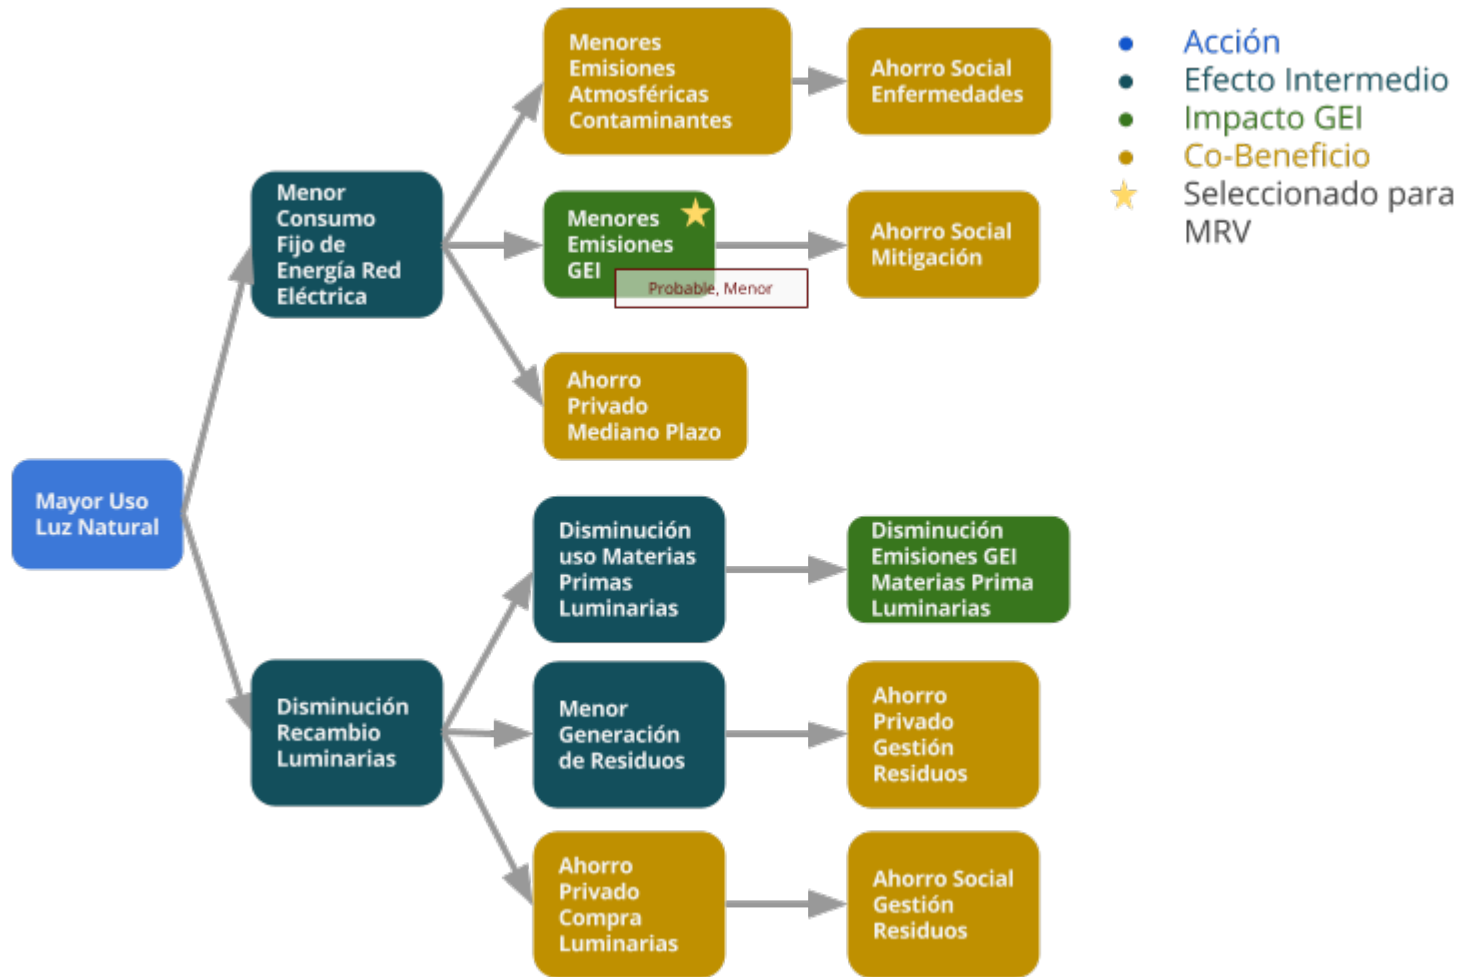 Menores
Emisiones
Atmosféricas
Contaminantes
Ahorro Social
Enfermedades
Acción
Efecto Intermedio
Impacto GEI
Co-Beneficio
Seleccionado para
MRV
Menor
Consumo
Fijo de
Energía Red
Eléctrica
Menores
Emisiones
GEI
Probable, Menor
Ahorro Social
Mitigación
Ahorro
Privado
Mediano Plazo
Mayor Uso
Luz Natural
Disminución
uso Materias
Primas
Luminarias
Disminución
Emisiones GEI
Materias Prima
Luminarias
Disminución
Recambio
Luminarias
Menor
Generación
de Residuos
Ahorro
Privado
Gestión
Residuos
Ahorro
Privado
Compra
Luminarias
Ahorro Social
Gestión
Residuos